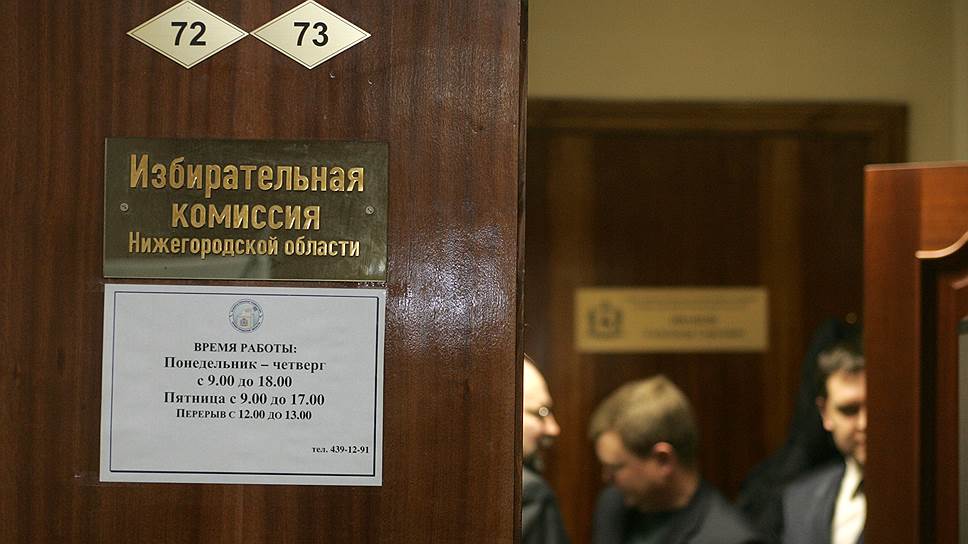 72 73
Избирательная
комиссия
Нижегородской области
ВРЕМЯ РАБОТЫ:
Понедельник – четверг
с 9.00 до 18.00
Пятница с 9.00 до 17.00
ПЕРЕРЫВ С 12.00 ДО 13.00
тел. 439-12-91